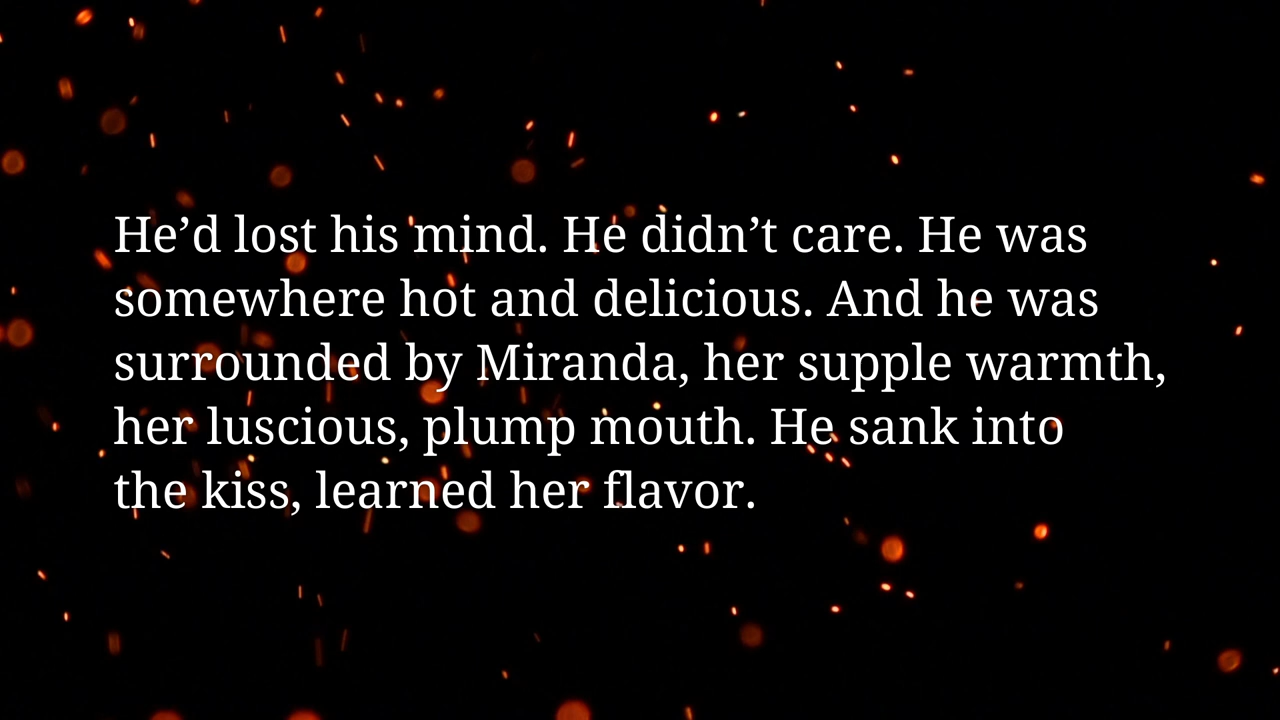 He’d lost his mind. He didn’t care. He was
somewhere hot and delicious. And he was
surrounded by Miranda, her supple warmth,
her luscious, plump mouth. He sank into
the kiss, learned her flavor.